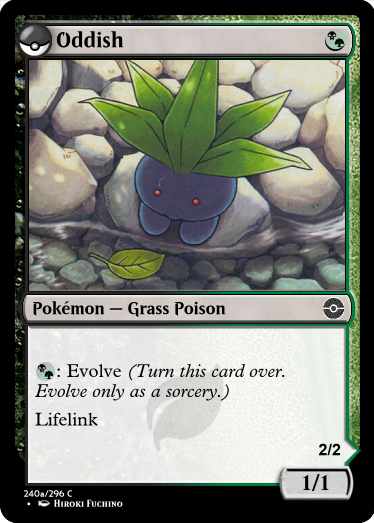 Oddish
Pokémon — Grass Poison
: Evolve (Turn this card over.
Evolve only as a sorcery.)
Lifelink
2/2
1/1
240a/296 C
• Hiroki Fuchino